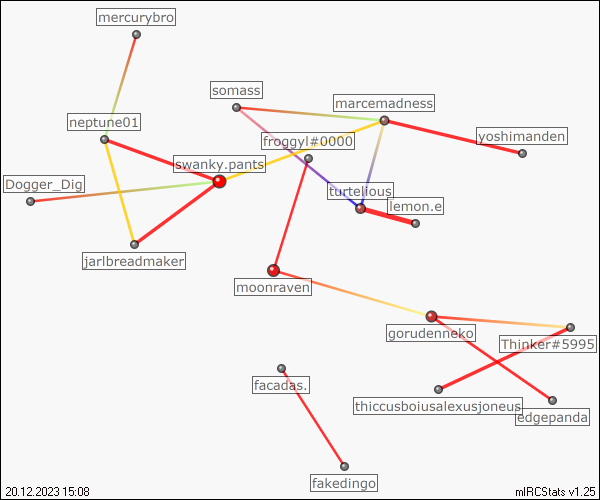 mercurybro
somass
marcemadness
neptune01
froggyl#0000
yoshimanden
swanky.pants
Dogger_Dig
turtelious
lemon.e
jarlbreadmaker
moonraven
gorudenneko
Thinker#5995
facadas.
thiccusboiusalexusjoneus
edgepanda
fakedingo
20.12.2023 15:08
mIRCStats v1.25